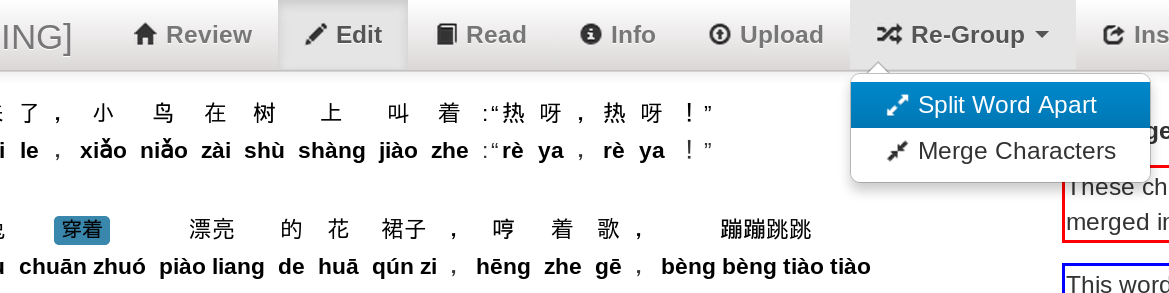 ING]
Review
Edit
Read
Info
Upload
Re-Group
Ins
Split Word Apart
Merge Characters
了 ， 小 鸟 在 树 上 叫 着 :“ 热 呀 ， 热 呀 ！”
i le , xiǎo niǎo zài shù shàng jiào zhe :“ rè ya , rè ya ！”
穿着 漂亮 的 花 裙子 ， 哼 着 歌 ， 蹦蹦跳跳
chuān zhuó piào liang de huā qún zi , hēng zhe gē , bèng bèng tiào tiào
ge
These ch
merged in
This word